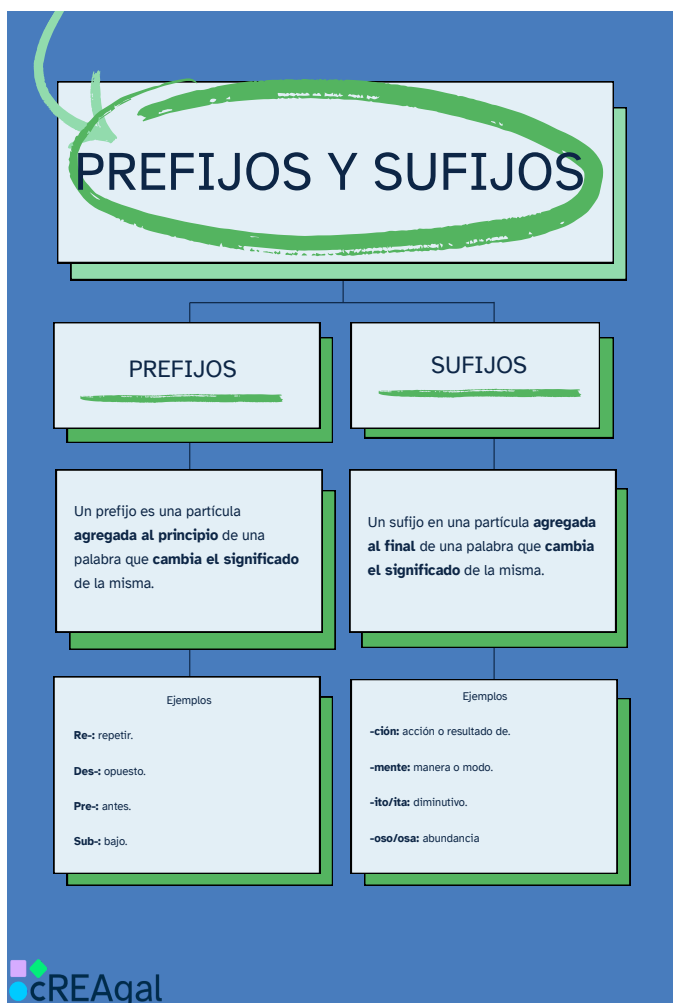 PREFIJOS Y SUFIJOS
PREFIJOS
Un prefijo es una partícula
agregada al principio de una
palabra que cambia el significado
de la misma.
Ejemplos
Re-: repetir.
Des-: opuesto.
Pre-: antes.
Sub-: bajo.
SUFIJOS
Un sufijo en una partícula agregada
al final de una palabra que cambia
el significado de la misma.
Ejemplos
-ción: acción o resultado de.
-mente: manera o modo.
-ito/ita: diminutivo.
-oso/osa: abundancia
cREAgal